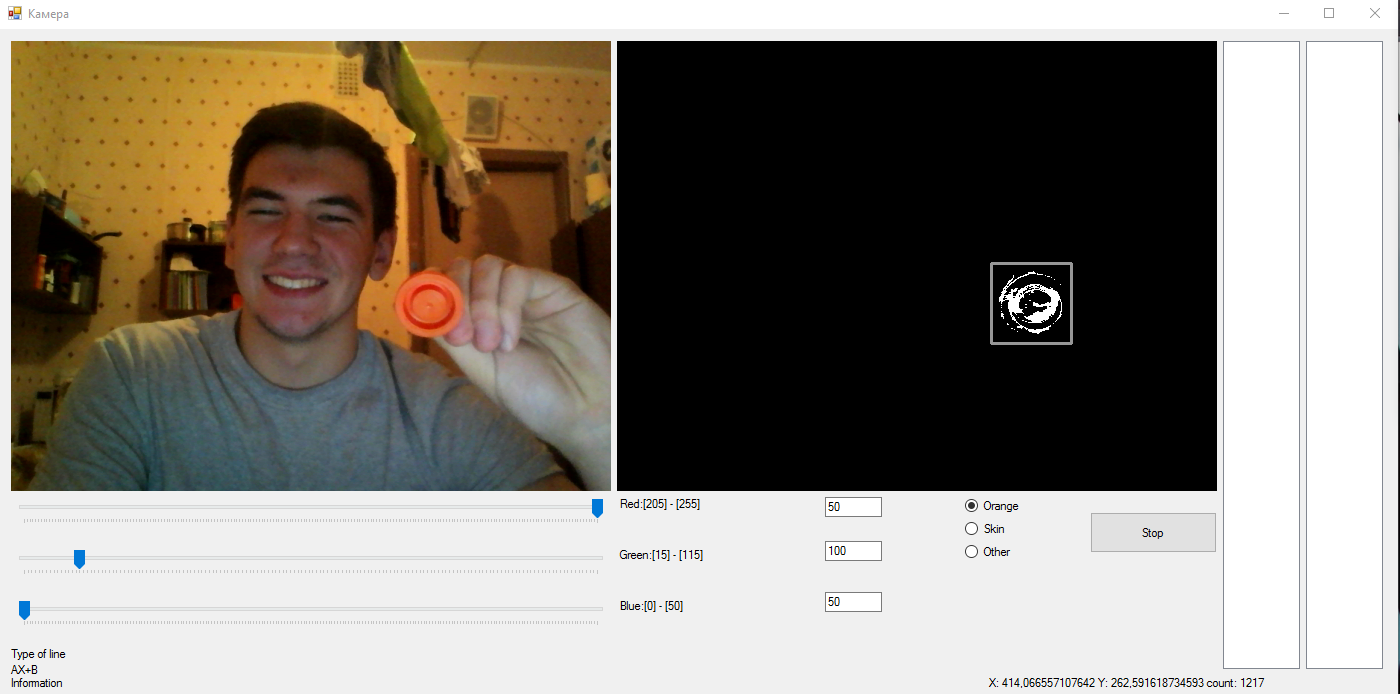 Камера
Red:[205] - [255]
50
Orange
Skin
Stop
Green:[15] - [115]
100
Other
Blue:[0] - [50]
50
Type of line
AX+B
Information
X: 414,066557107642 Y: 262,591618734593 count: 1217